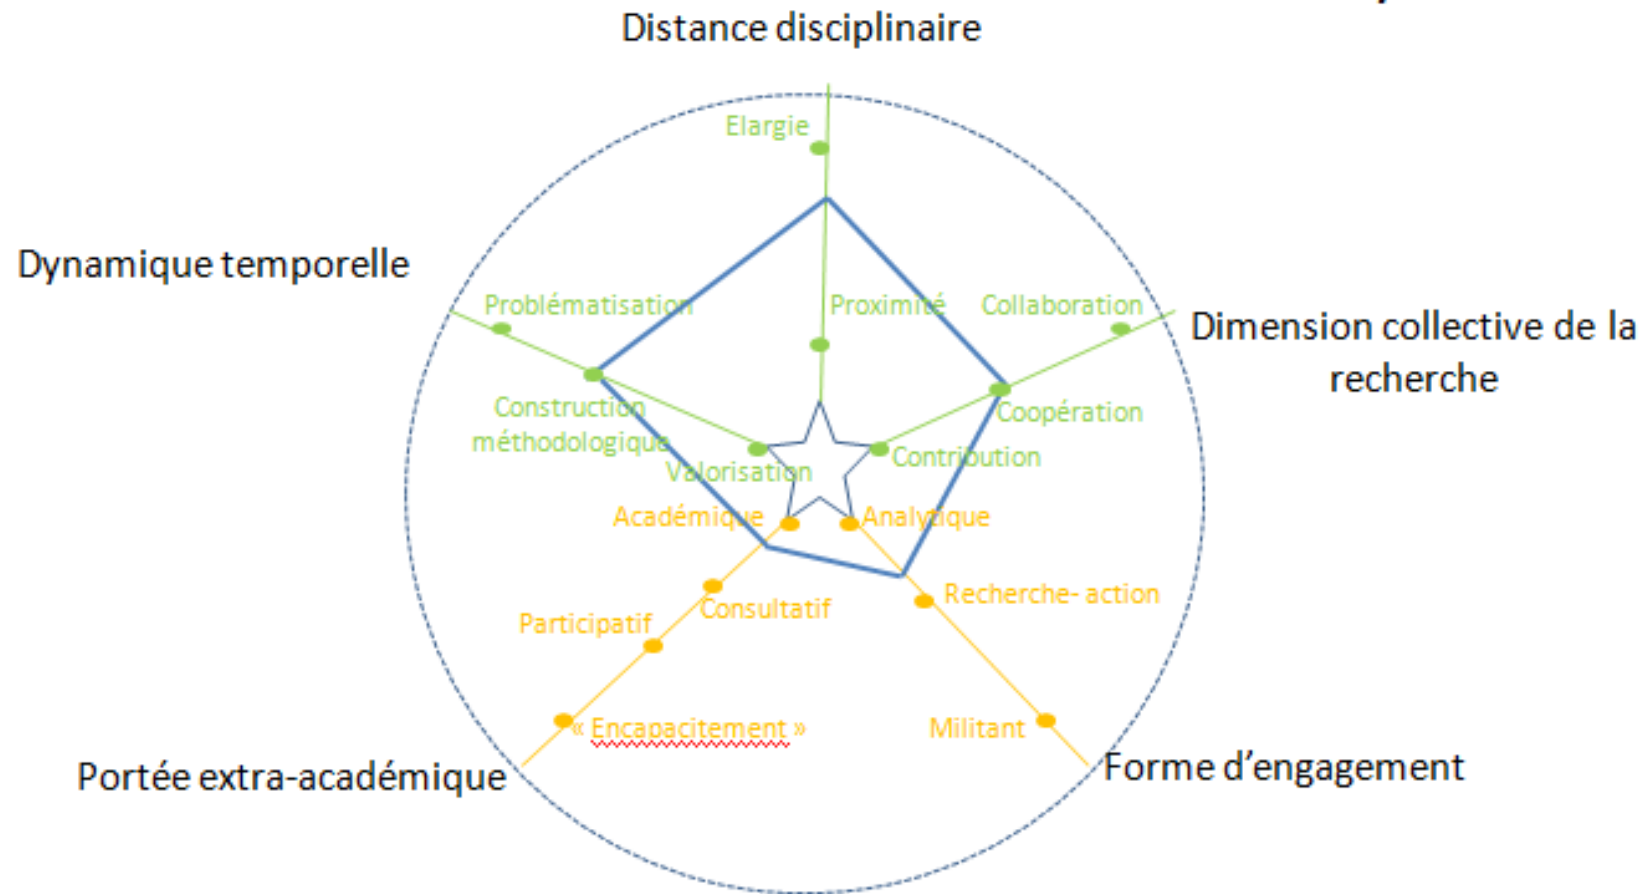 Distance disciplinaire
Elargie
Dynamique temporelle
Problématisation
Proximité
Collaboration
Dimension collective de la
recherche
Construction
méthodologique
Coopération
Valorisation
Contribution
Académique
Analytique
Consultatif
Recherche- action
Participatif
« Encapacitement »
Militant
Portée extra-académique
Forme d’engagement